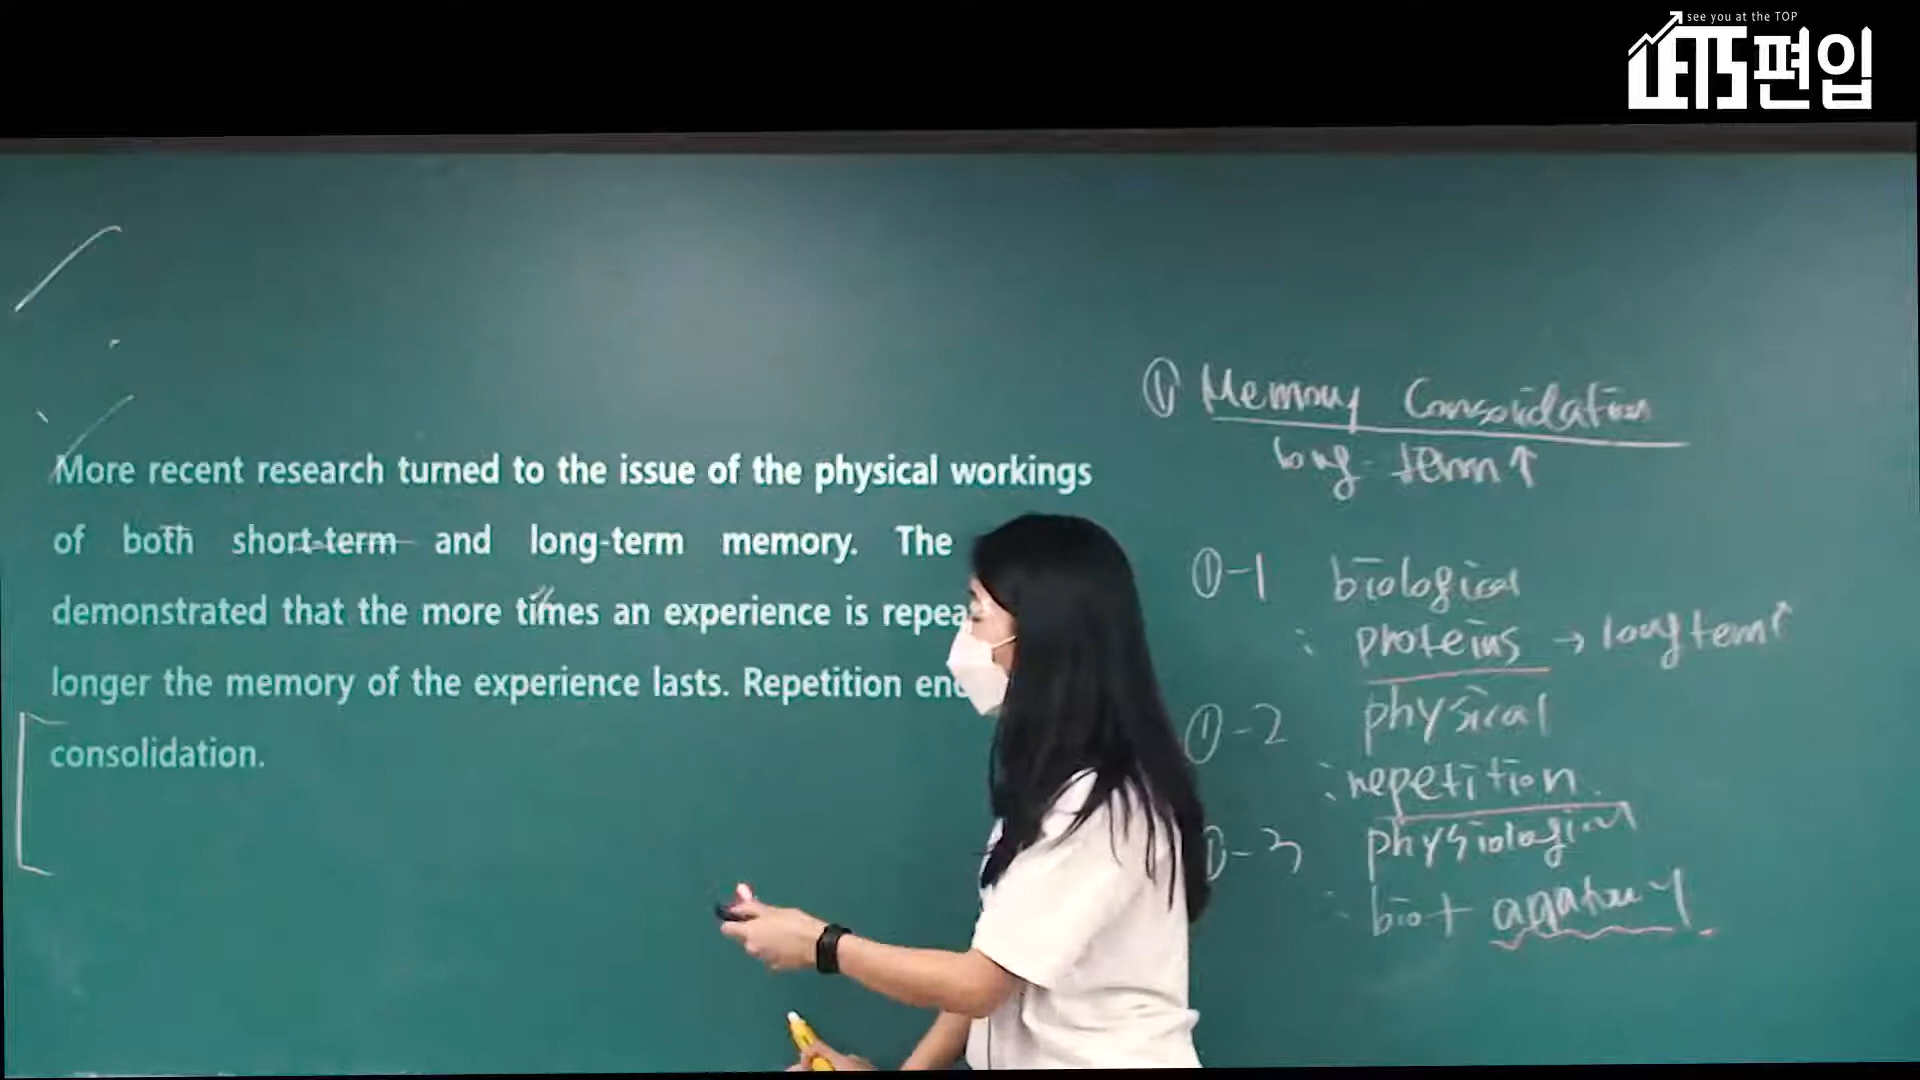 see you at the TOP
LETS편입
More recent research turned to the issue of the physical workings
of both short-term and long-term memory. The
demonstrated that the more times an experience is repea
longer the memory of the experience lasts. Repetition en
consolidation.
① Memory Consoidation
long-term↑
①-1 biological
: proteins → long term↑
①-2 physical
: repetition.
①-3 physiological
: bio+ anatomy